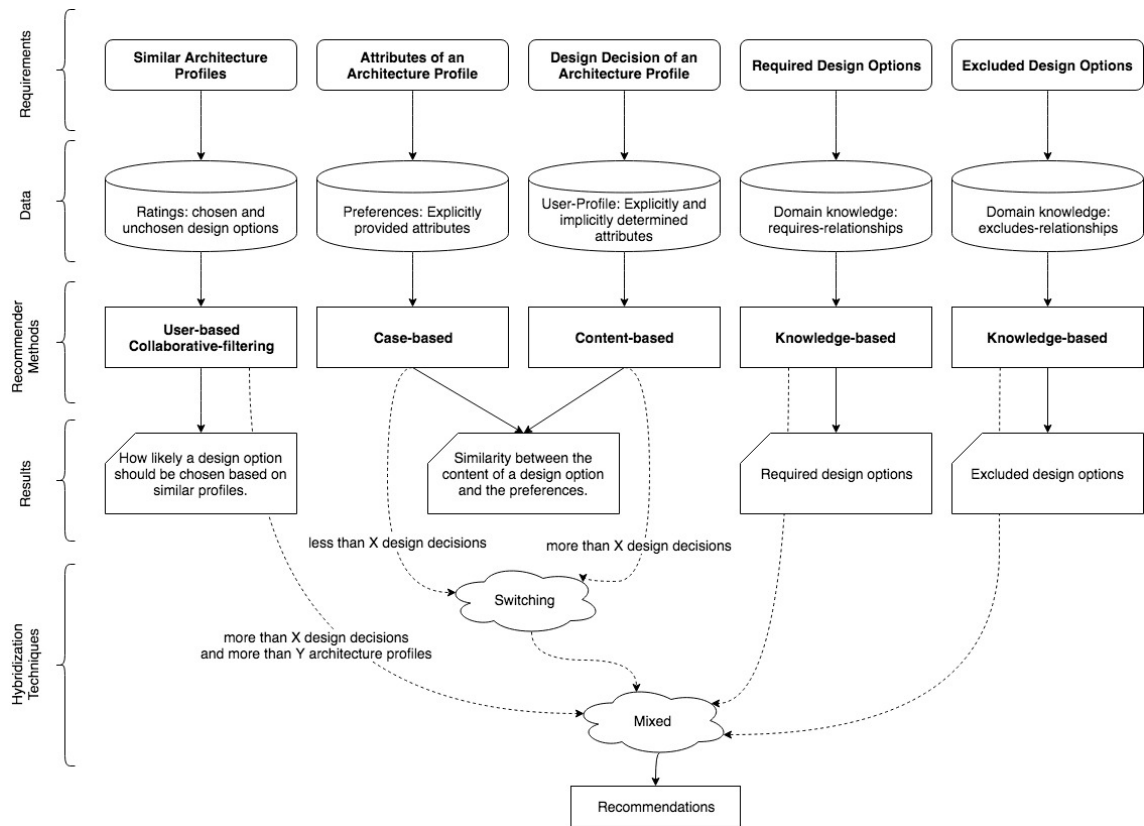 Requirements
Similar Architecture
Profiles
Attributes of an
Architecture Profile
Design Decision of an
Architecture Profile
Required Design Options
Excluded Design Options
Data
Ratings: chosen and
unchosen design options
Preferences: Explicitly
provided attributes
User-Profile: Explicitly and
implicitly determined
attributes
Domain knowledge:
requires-relationships
Domain knowledge:
excludes-relationships
Recommender
Methods
User-based
Collaborative-filtering
Case-based
Content-based
Knowledge-based
Knowledge-based
Results
How likely a design option
should be chosen based on
similar profiles.
Similarity between the
content of a design option
and the preferences.
Required design options
Excluded design options
less than X design decisions
more than X design decisions
Hybridization
Techniques
Switching
more than X design decisions
and more than Y architecture profiles
Mixed
Recommendations